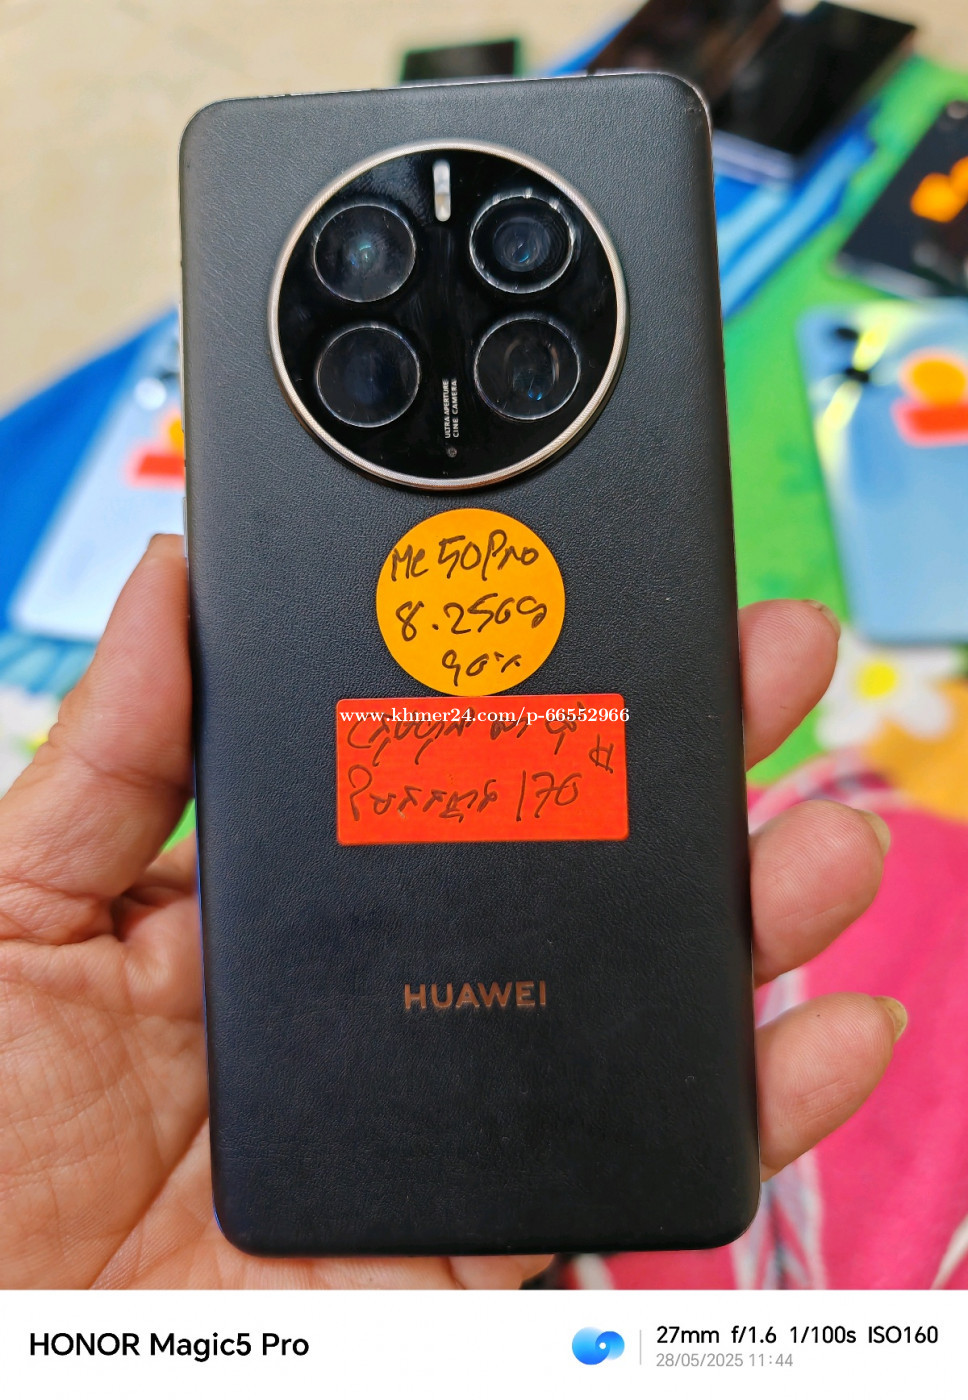 ULTRA-APERTURE
CINE CAMERA
Mc 50Pro
8.256G
90%
www.khmer24.com/p-66552966
170
HUAWEI
HONOR Magic5 Pro
27mm f/1.6 1/100s ISO160
28/05/2025 11:44